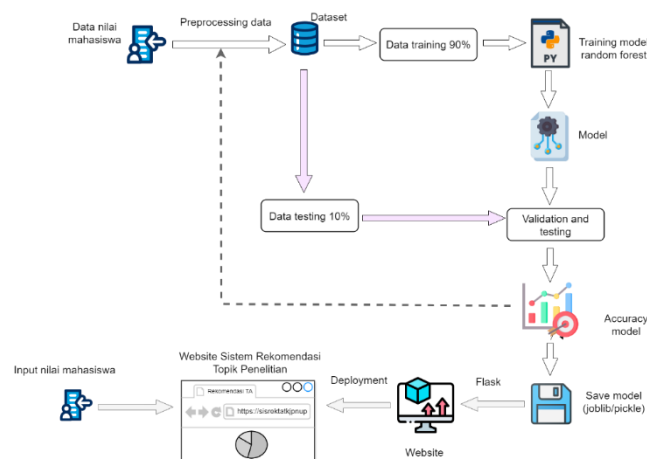 Data nilai
mahasiswa
Preprocessing data
Dataset
Data training 90%
PY
Training model
random forest
Model
Data testing 10%
Validation and
testing
Accuracy
model
Website Sistem Rekomendasi
Topik Penelitian
Input nilai mahasiswa
Rekomendasi TA
https://sisroktatkjpnup
Deployment
Website
Flask
Save model
(joblib/pickle)